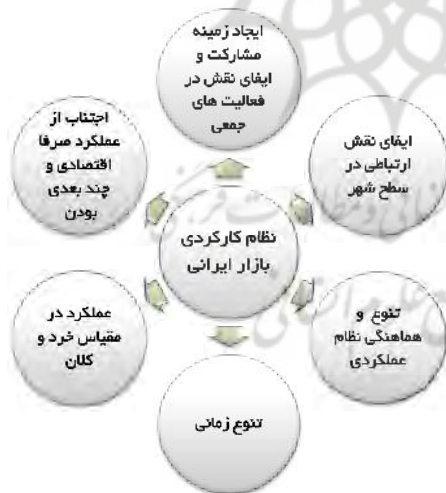 ایجاد زمینه
مشارکت و
ایفای نقش در
فعالیت های
جمعی
ایفای نقش
ارتباطی در
سطح شهر
اجتناب از
عملکرد صرفا
اقتصادی و
چند بعدی
بودن
نظام کارکردی
بازار ایرانی
تنوع و
هماهنگی نظام
عملکردی
عملکرد در
مقیاس خرد و
کلان
تنوع زمانی